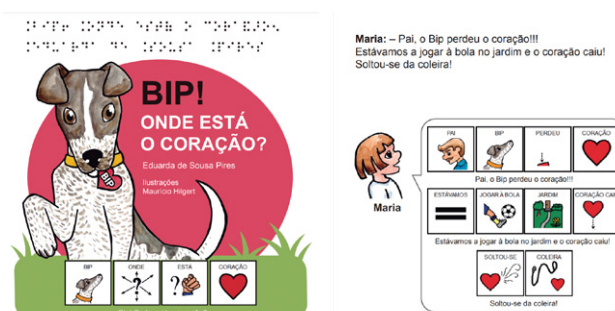 BIP!
ONDE ESTÁ
O CORAÇÃO?
Eduarda de Sousa Pires
Ilustrações
Maurício Hilgert
BIP ONDE ESTÁ CORAÇÃO
Maria: – Pai, o Bip perdeu o coração!!!
Estávamos a jogar à bola no jardim e o coração caiu!
Soltou-se da coleira!
PAI BIP PERDEU CORAÇÃO
Pai, o Bip perdeu o coração!!!
Maria
ESTÁVAMOS JOGAR À BOLA JARDIM CORAÇÃO CAIU
Estávamos a jogar à bola no jardim e o coração caiu!
SOLTOU-SE COLEIRA
Soltou-se da coleira!